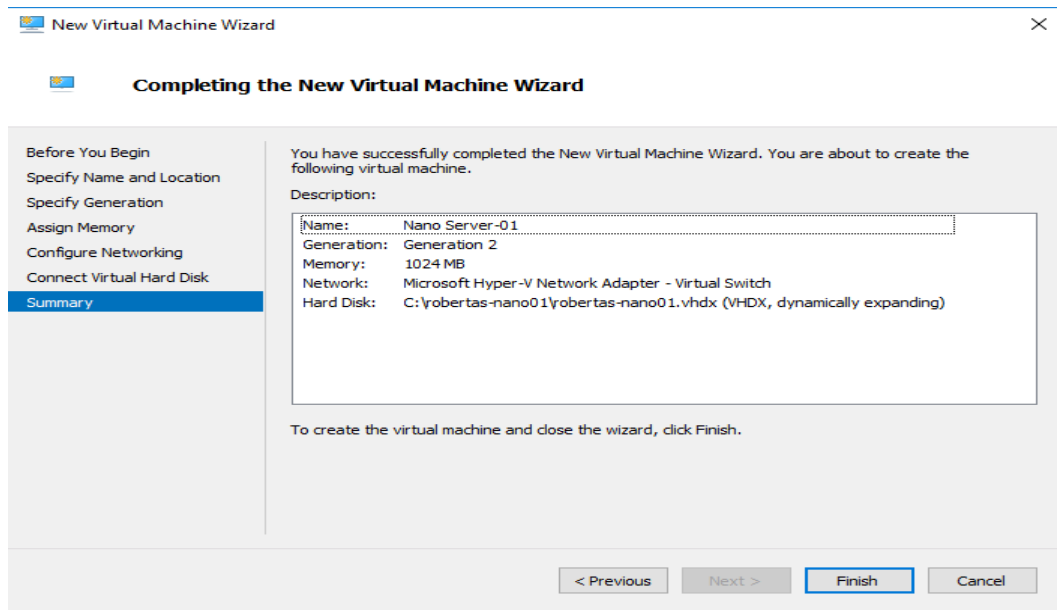 New Virtual Machine Wizard
Completing the New Virtual Machine Wizard
Before You Begin
Specify Name and Location
Specify Generation
Assign Memory
Configure Networking
Connect Virtual Hard Disk
Summary
You have successfully completed the New Virtual Machine Wizard. You are about to create the
following virtual machine.
Description:
Name: Nano Server-01
Generation: Generation 2
Memory: 1024 MB
Network: Microsoft Hyper-V Network Adapter - Virtual Switch
Hard Disk: C:\robertas-nano01\robertas-nano01.vhdx (VHDX, dynamically expanding)
To create the virtual machine and close the wizard, click Finish.
< Previous Next > Finish Cancel